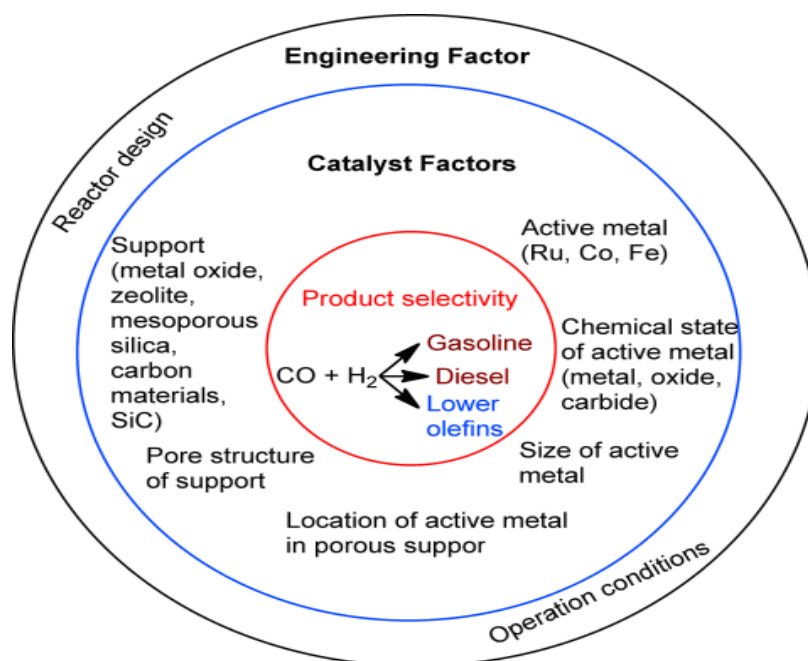 Engineering Factor
Reactor design
Catalyst Factors
Support
(metal oxide,
zeolite,
mesoporous
silica,
carbon
materials,
SiC)
Active metal
(Ru, Co, Fe)
Product selectivity
CO + H₂
Gasoline
Diesel
Lower
olefins
Chemical state
of active metal
(metal, oxide,
carbide)
Pore structure
of support
Size of active
metal
Location of active metal
in porous suppor
Operation conditions